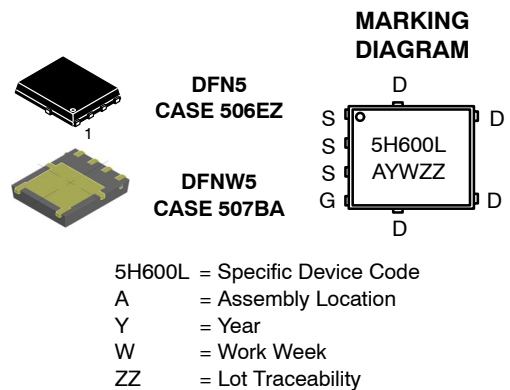 MARKING
DIAGRAM
DFN5
CASE 506EZ
1
DFNW5
CASE 507BA
D
S
D
S
S
G
D
D
5H600L
AYWZZ
5H600L = Specific Device Code
A = Assembly Location
Y = Year
W = Work Week
ZZ = Lot Traceability